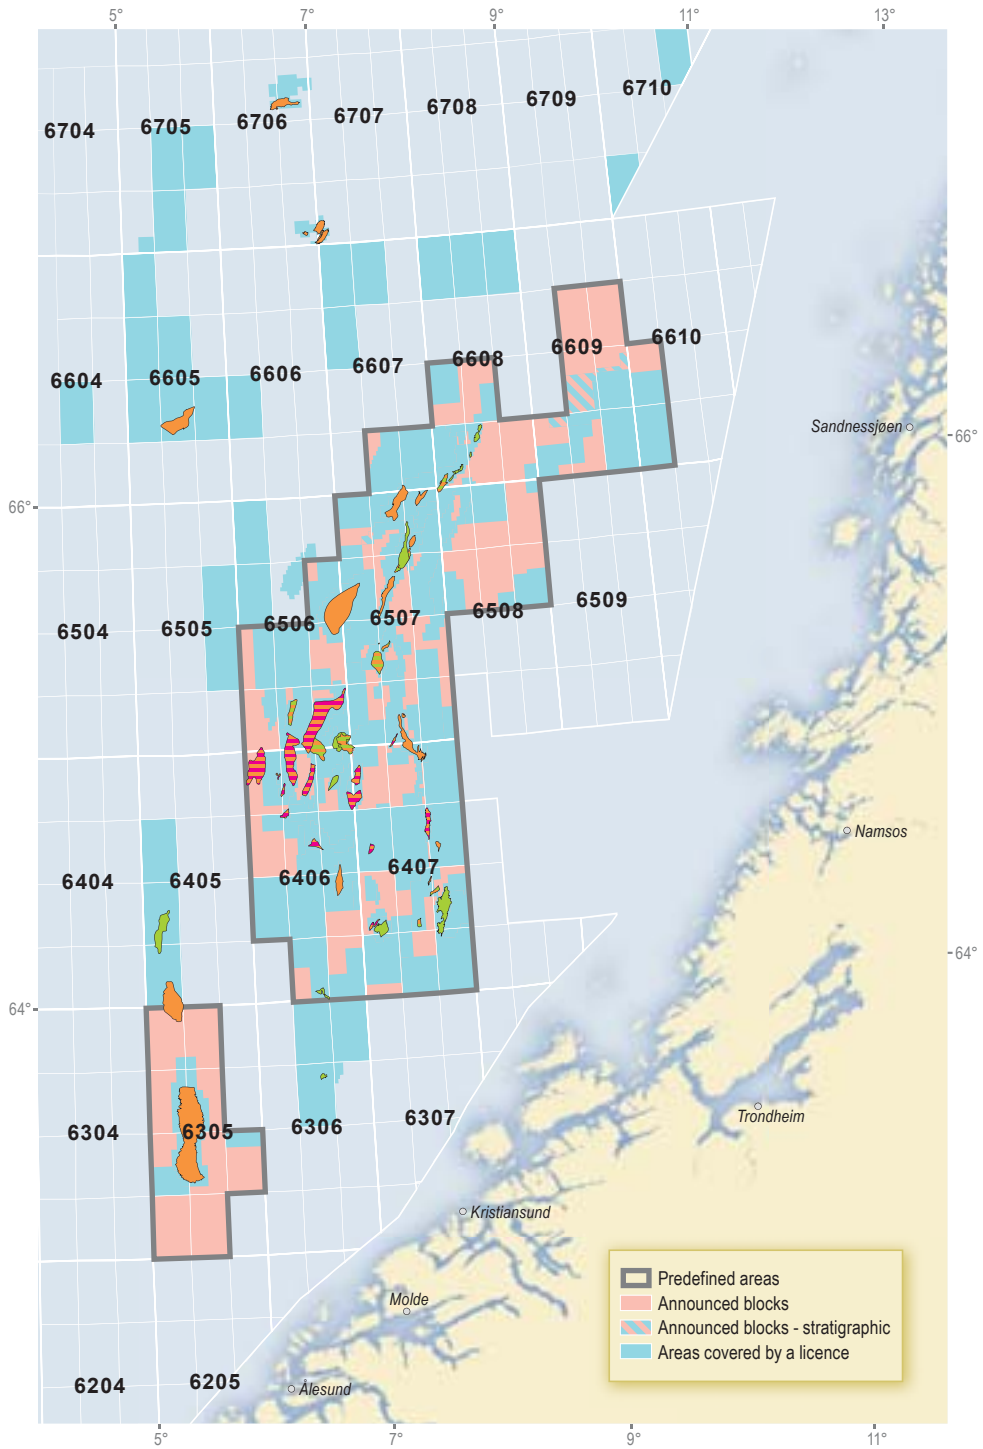 5° 7° 9° 11° 13°
6710
6709
6708
6707
6706
6705
6704
6610
6609
6608
6607
6606
6605
6604
Sandnessjøen
66°
66°
6509
6508
6507
6506
6505
6504
Namsos
6407
6406
6405
6404
64°
64°
Trondheim
6307
6306
6305
6304
Kristiansund
Predefined areas
Announced blocks
Announced blocks - stratigraphic
Areas covered by a licence
Molde
6205
6204
Ålesund
5° 7° 9° 11°